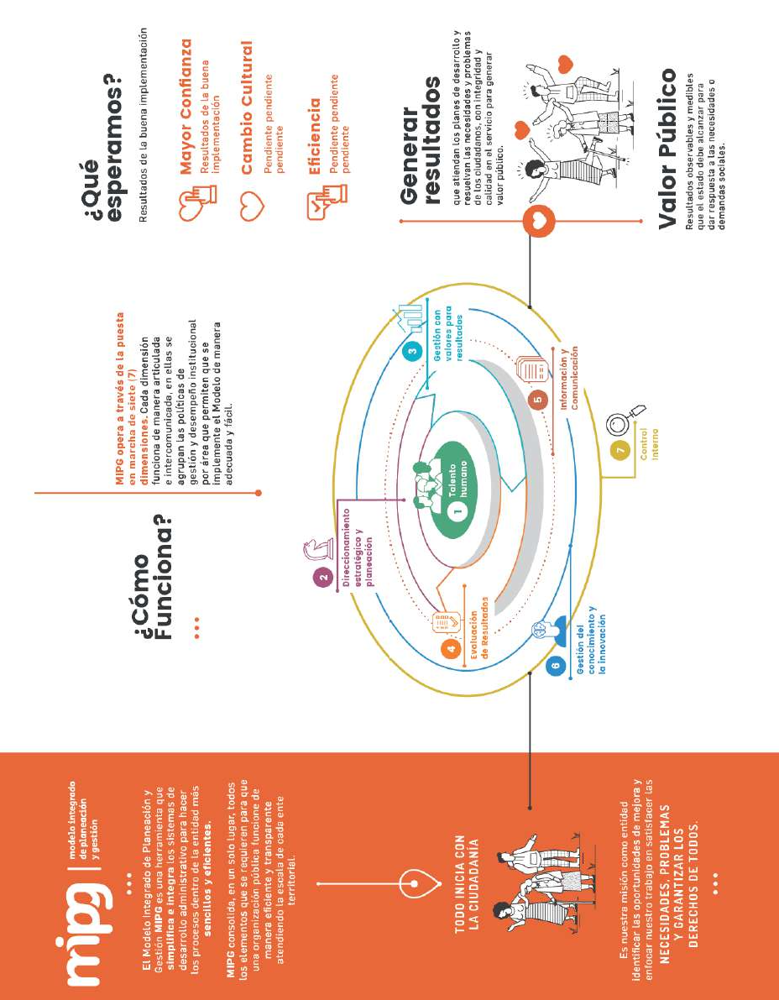 mipg
modelo integrado
de planeación
y gestión
El Modelo Integrado de Planeación y
Gestión MIPG es una herramienta que
simplifica e integra los sistemas de
desarrollo administrativo para hacer
los procesos dentro de la entidad más
sencillos y eficientes.
MIPG consolida, en un solo lugar, todos
los elementos que se requieren para que
una organización pública funcione de
manera eficiente y transparente
atendiendo la escala de cada ente
territorial.
TODO INICIA CON
LA CIUDADANÍA
Es nuestra misión como entidad
identificar las oportunidades de mejora y
enfocar nuestro trabajo en satisfacer las
NECESIDADES, PROBLEMAS
Y GARANTIZAR LOS
DERECHOS DE TODOS.
¿Cómo
Funciona?
MIPG opera a través de la puesta
en marcha de siete (7)
dimensiones. Cada dimensión
funciona de manera articulada
e intercomunicada, en ellas se
agrupan las políticas de
gestión y desempeño institucional
por área que permiten que se
implemente el Modelo de manera
adecuada y fácil.
1
Talento
humano
2
Direccionamiento
estratégico y
planeación
3
Gestión con
valores para
resultados
4
Evaluación
de Resultados
5
Información y
Comunicación
6
Gestión del
conocimiento y
la innovación
7
Control
Interno
¿Qué
esperamos?
Resultados de la buena implementación
Mayor Confianza
Resultados de la buena
implementación
Cambio Cultural
Pendiente pendiente
pendiente
Eficiencia
Pendiente pendiente
pendiente
Generar
resultados
que atiendan los planes de desarrollo y
resuelvan las necesidades y problemas
de los ciudadanos, con integridad y
calidad en el servicio para generar
valor público.
Valor Público
Resultados observables y medibles
que el estado debe alcanzar para
dar respuesta a las necesidades o
demandas sociales.